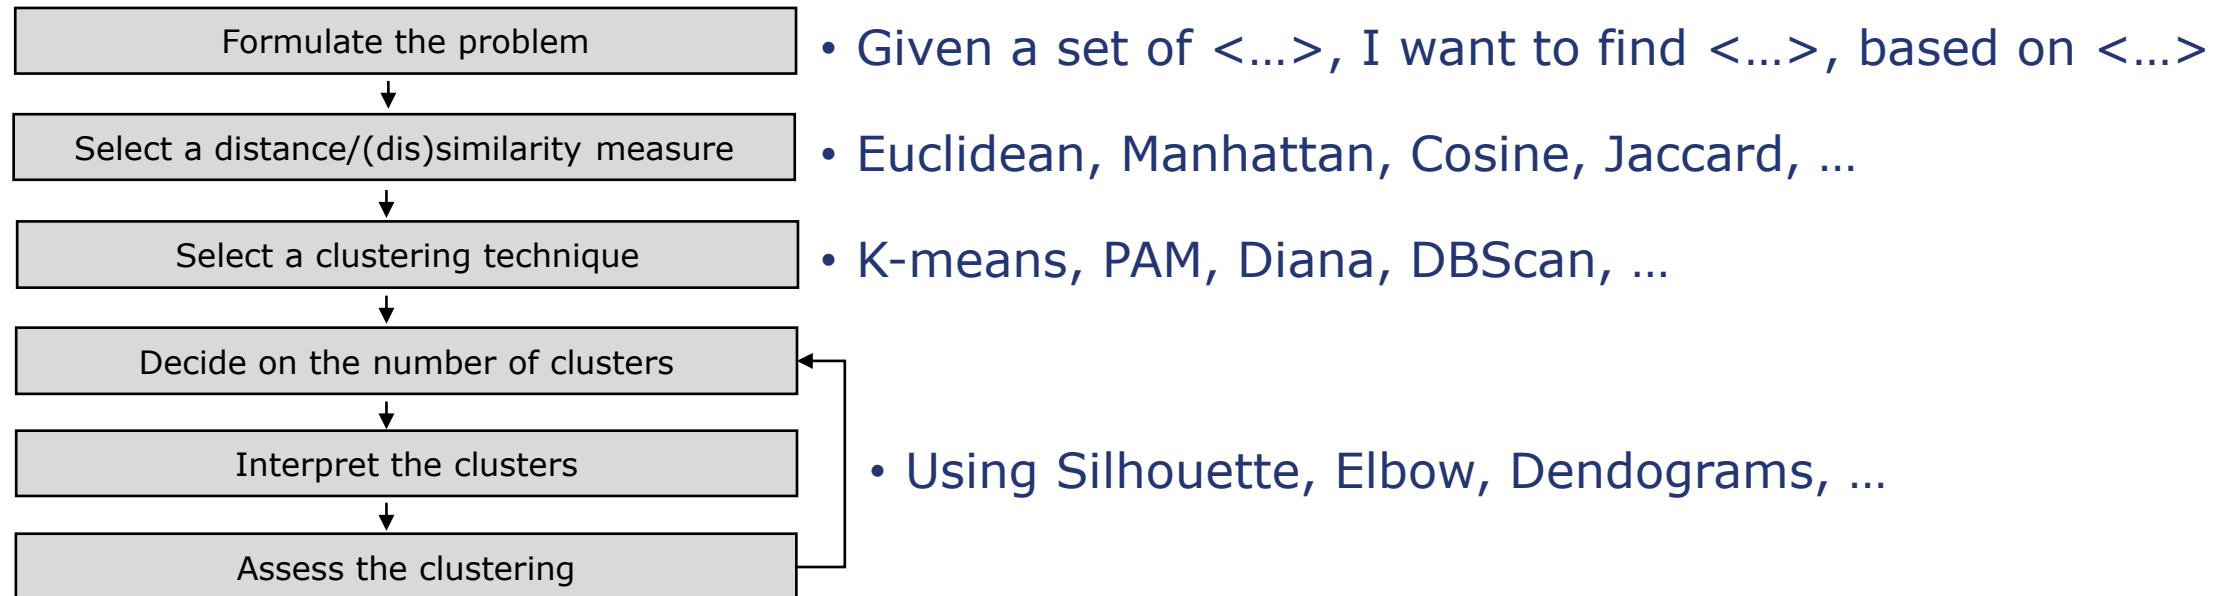 Formulate the problem
• Given a set of <…>, I want to find <…>, based on <…>
Select a distance/(dis)similarity measure
• Euclidean, Manhattan, Cosine, Jaccard, …
Select a clustering technique
• K-means, PAM, Diana, DBScan, …
Decide on the number of clusters
Interpret the clusters
• Using Silhouette, Elbow, Dendograms, …
Assess the clustering